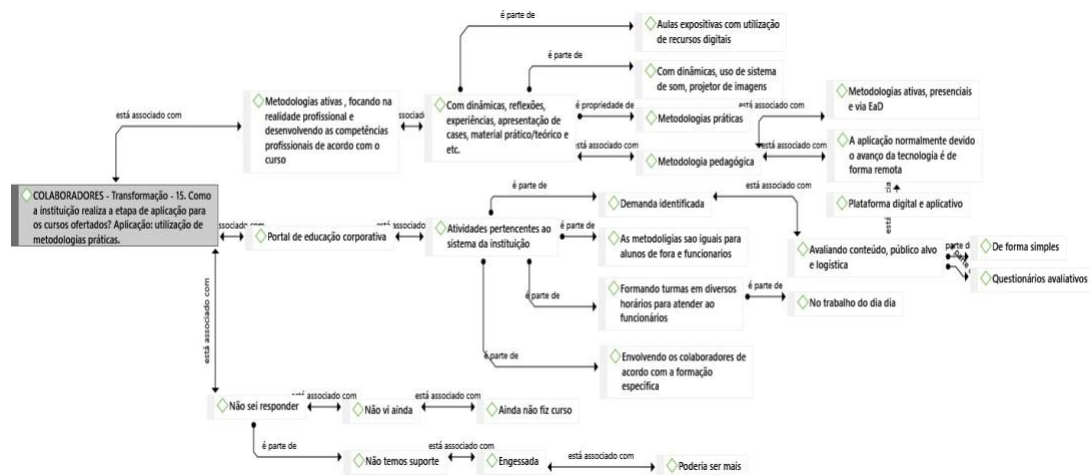 é parte de
Aulas expositivas com utilização
de recursos digitais
é parte de
Com dinâmicas, uso de sistema
de som, projetor de imagens
está associado com
Metodologias ativas , focando na
realidade profissional e
desenvolvendo as competências
profissionais de acordo com o
curso
Com dinâmicas, reflexões,
experiências, apresentação de
cases, material prático/teórico e
etc.
é propriedade de
Metodologias práticas
está associado com
Metodologias ativas, presenciais
e via EaD
está associado com
Metodologia pedagógica
está associado com
A aplicação normalmente devido
o avanço da tecnologia é de
forma remota
Plataforma digital e aplicativo
COLABORADORES - Transformação - 15. Como
a instituição realiza a etapa de aplicação para
os cursos ofertados? Aplicação: utilização de
metodologias práticas.
está associado com
Portal de educação corporativa
Atividades pertencentes ao
sistema da instituição
é parte de
Demanda identificada
está associado com
é parte de
As metodolígias sao iguais para
alunos de fora e funcionarios
Avaliando conteúdo, público alvo
e logística
De forma simples
Questionários avaliativos
é parte de
Formando turmas em diversos
horários para atender ao
funcionários
é parte de
No trabalho do dia dia
é parte de
Envolvendo os colaboradores de
acordo com a formação
específica
está associado com
Não sei responder
está associado com
Não vi ainda
está associado com
Ainda não fiz curso
é parte de
Não temos suporte
está associado com
Engessada
está associado com
Poderia ser mais